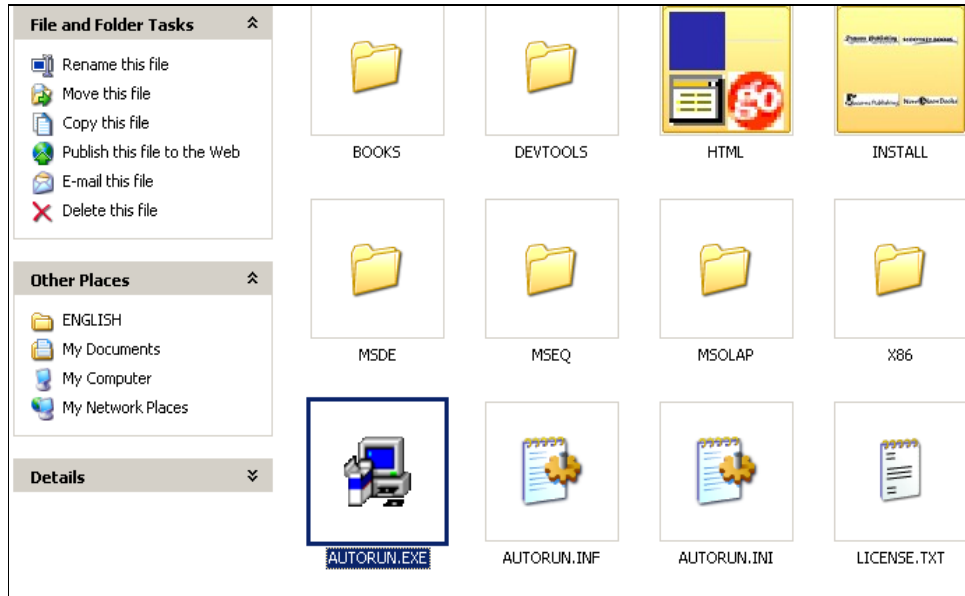 File and Folder Tasks
Rename this file
Move this file
Copy this file
Publish this file to the Web
E-mail this file
Delete this file
Other Places
ENGLISH
My Documents
My Computer
My Network Places
Details
go
BOOKS DEVTOOLS HTML INSTALL
MSDE MSEQ MSOLAP X86
AUTORUN.EXE AUTORUN.INF AUTORUN.INI LICENSE.TXT